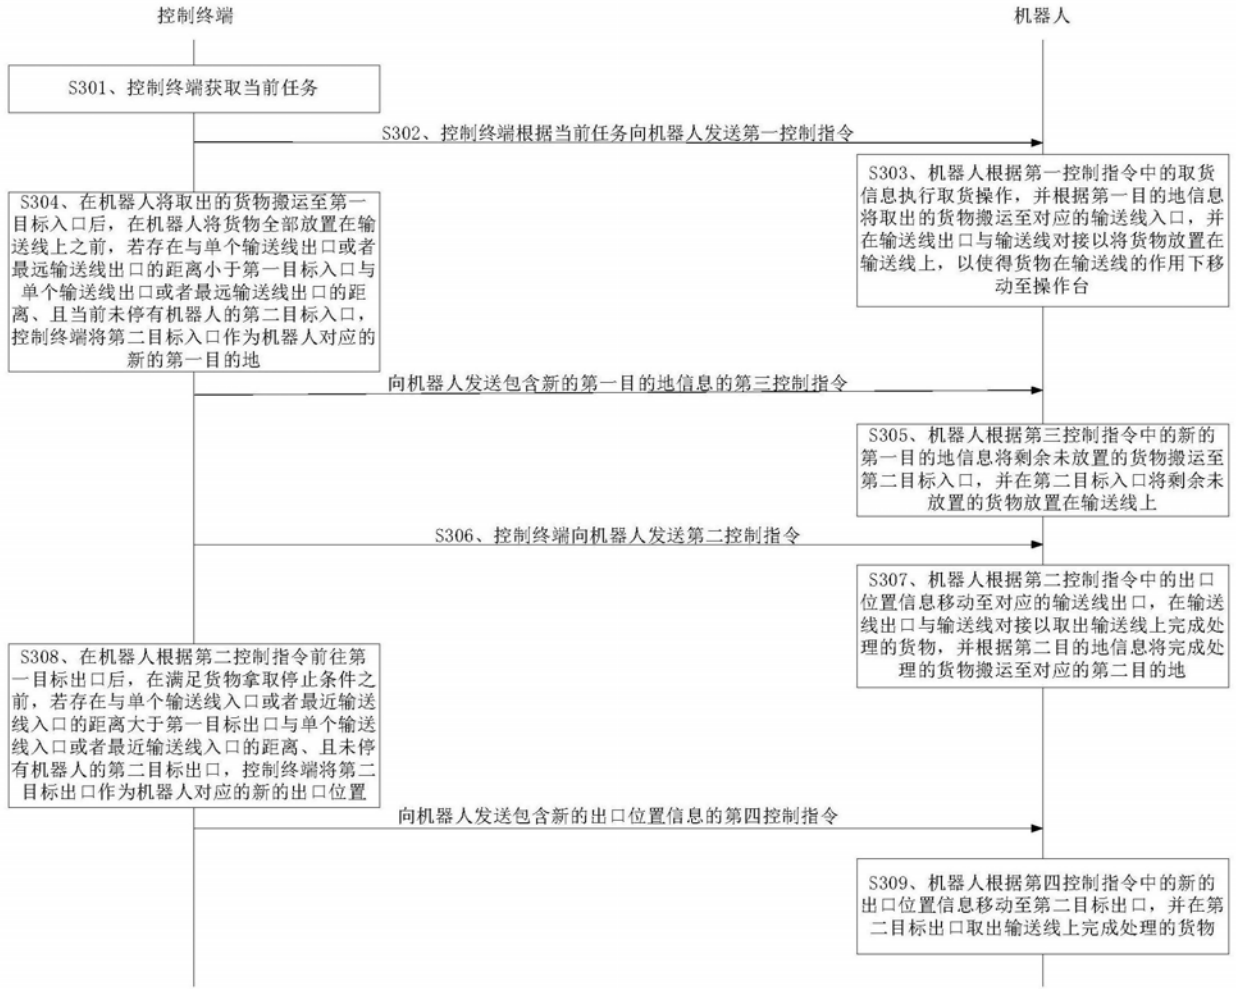 控制终端
机器人
S301、控制终端获取当前任务
S302、控制终端根据当前任务向机器人发送第一控制指令
S303、机器人根据第一控制指令中的取货
信息执行取货操作，并根据第一目的地信息
将取出的货物搬运至对应的输送线入口，并
在输送线出口与输送线对接以将货物放置在
输送线上，以使得货物在输送线的作用下移
动至操作台
S304、在机器人将取出的货物搬运至第一
目标入口后，在机器人将货物全部放置在输
送线上之前，若存在与单个输送线出口或者
最远输送线出口的距离小于第一目标入口与
单个输送线出口或者最远输送线出口的距
离、且当前未停有机器人的第二目标入口，
控制终端将第二目标入口作为机器人对应的
新的第一目的地
向机器人发送包含新的第一目的地信息的第三控制指令
S305、机器人根据第三控制指令中的新的
第一目的地信息将剩余未放置的货物搬运至
第二目标入口，并在第二目标入口将剩余未
放置的货物放置在输送线上
S306、控制终端向机器人发送第二控制指令
S307、机器人根据第二控制指令中的出口
位置信息移动至对应的输送线出口，在输送
线出口与输送线对接以取出输送线上完成处
理的货物，并根据第二目的地信息将完成处
理的货物搬运至对应的第二目的地
S308、在机器人根据第二控制指令前往第
一目标出口后，在满足货物拿取停止条件之
前，若存在与单个输送线入口或者最近输送
线入口的距离大于第一目标出口与单个输送
线入口或者最近输送线入口的距离、且未停
有机器人的第二目标出口，控制终端将第二
目标出口作为机器人对应的新的出口位置
向机器人发送包含新的出口位置信息的第四控制指令
S309、机器人根据第四控制指令中的新的
出口位置信息移动至第二目标出口，并在第
二目标出口取出输送线上完成处理的货物